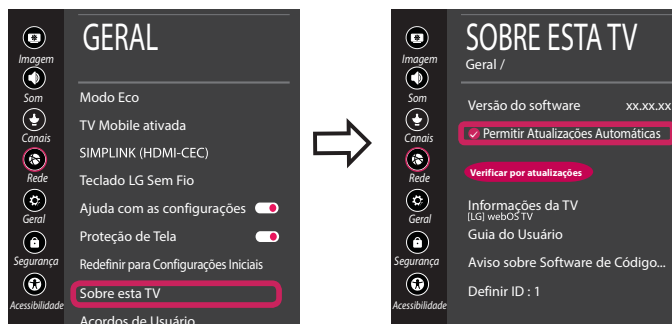 GERAL
Imagem
Som
Canais
Rede
Geral
Segurança
Acessibilidade
Modo Eco
TV Mobile ativada
SIMPLINK (HDMI-CEC)
Teclado LG Sem Fio
Ajuda com as configurações
Proteção de Tela
Redefinir para Configurações Iniciais
Sobre esta TV
Acordos de Usuário
SOBRE ESTA TV
Geral /
Imagem
Som
Canais
Rede
Geral
Segurança
Acessibilidade
Versão do software xx.xx.xx
Permitir Atualizações Automáticas
Verificar por atualizações
Informações da TV
[LG] webOS TV
Guia do Usuário
Aviso sobre Software de Código...
Definir ID : 1